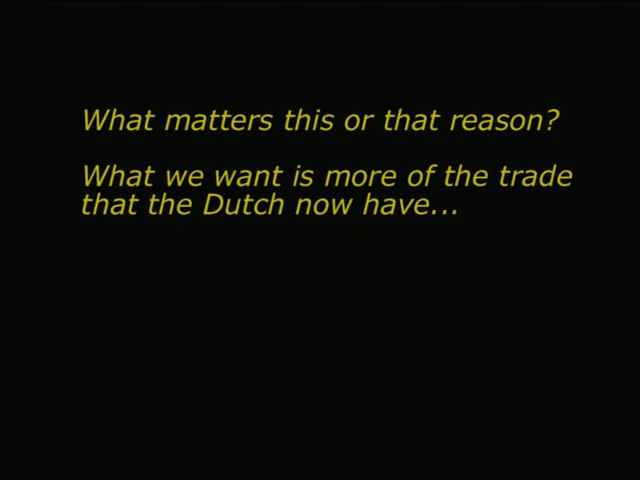 What matters this or that reason?
What we want is more of the trade
that the Dutch now have...